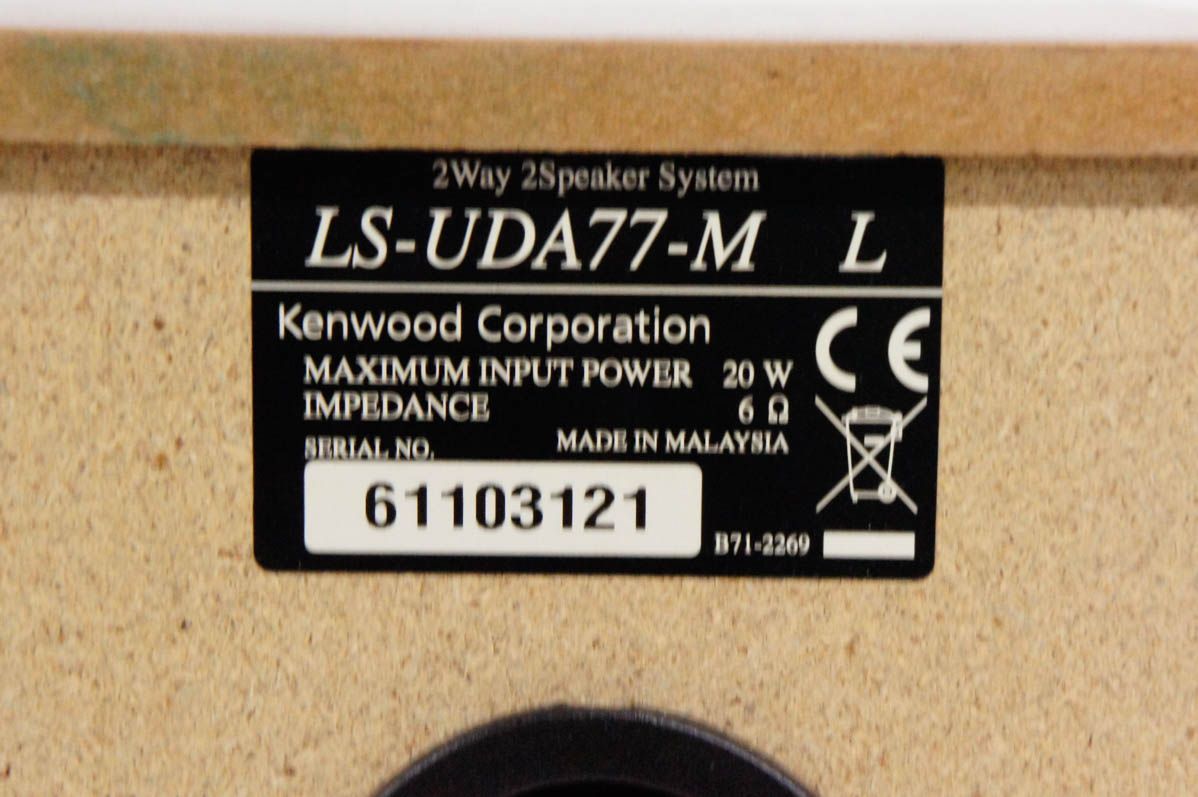 2Way 2Speaker System
LS-UDA77-M L
Kenwood Corporation
MAXIMUM INPUT POWER 20 W
IMPEDANCE 6 Ω
SERIAL NO. MADE IN MALAYSIA
61103121
B71-2269
CE